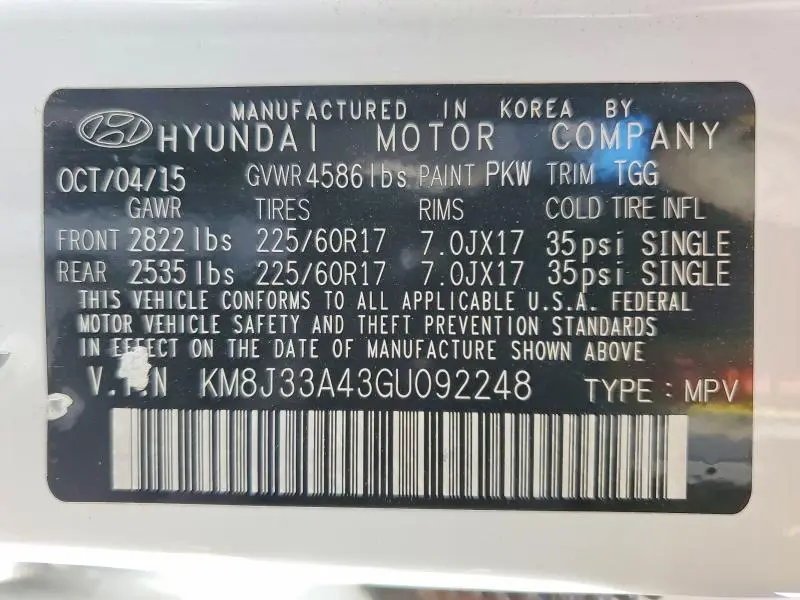 MANUFACTURED IN KOREA BY
HYUNDAI MOTOR COMPANY
OCT/04/15 GVWR 4586 lbs PAINT PKW TRIM TGG
GAWR TIRES RIMS COLD TIRE INFL
FRONT 2822 lbs 225/60R17 7.0JX17 35psi SINGLE
REAR 2535 lbs 225/60R17 7.0JX17 35psi SINGLE
THIS VEHICLE CONFORMS TO ALL APPLICABLE U.S.A. FEDERAL
MOTOR VEHICLE SAFETY AND THEFT PREVENTION STANDARDS
IN EFFECT ON THE DATE OF MANUFACTURE SHOWN ABOVE
V.I.N KM8J33A43GU092248 TYPE : MPV